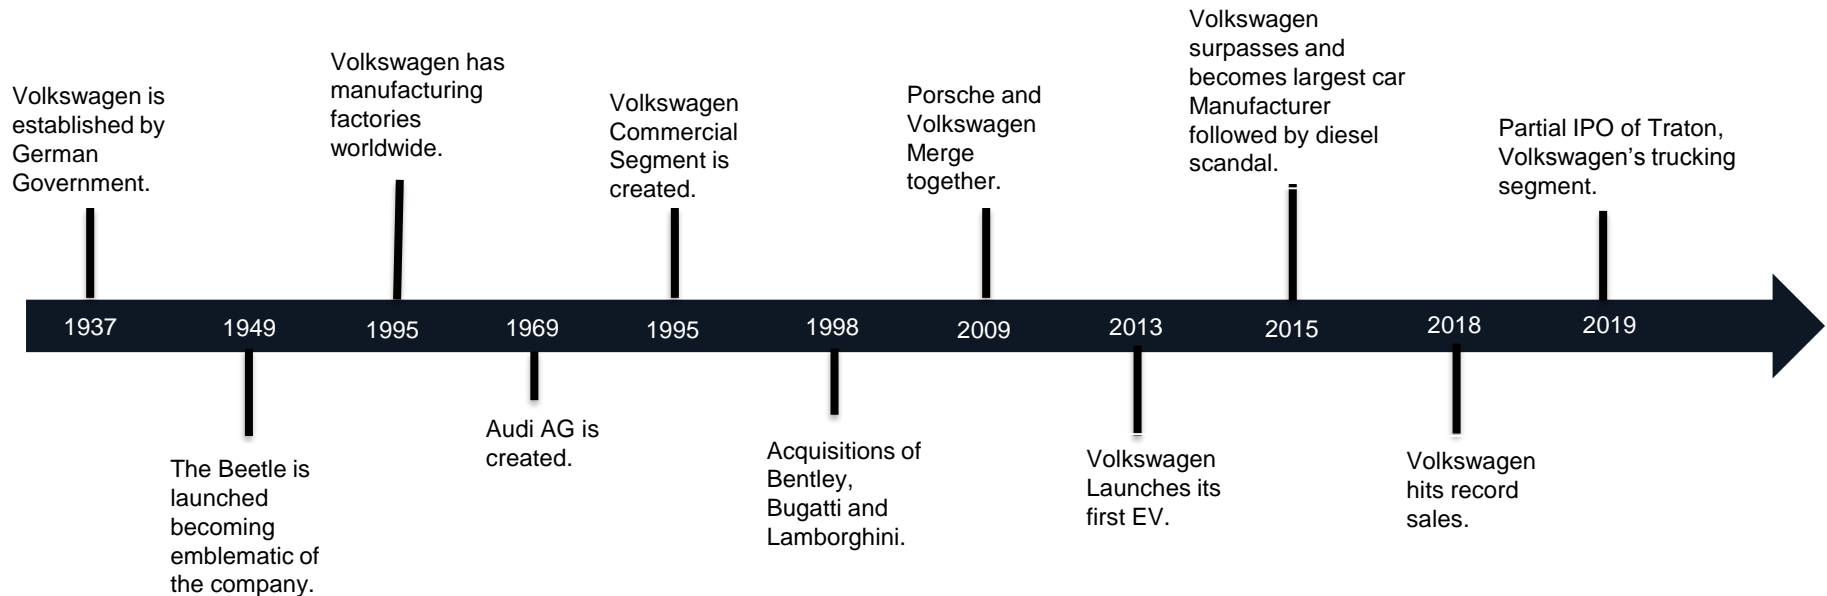 Volkswagen is
established by
German
Government.
Volkswagen has
manufacturing
factories
worldwide.
Volkswagen
Commercial
Segment is
created.
Porsche and
Volkswagen
Merge
together.
Volkswagen
surpasses and
becomes largest car
Manufacturer
followed by diesel
scandal.
Partial IPO of Traton,
Volkswagen’s trucking
segment.
1937 1949 1995 1969 1995 1998 2009 2013 2015 2018 2019
The Beetle is
launched
becoming
emblematic of
the company.
Audi AG is
created.
Acquisitions of
Bentley,
Bugatti and
Lamborghini.
Volkswagen
Launches its
first EV.
Volkswagen
hits record
sales.